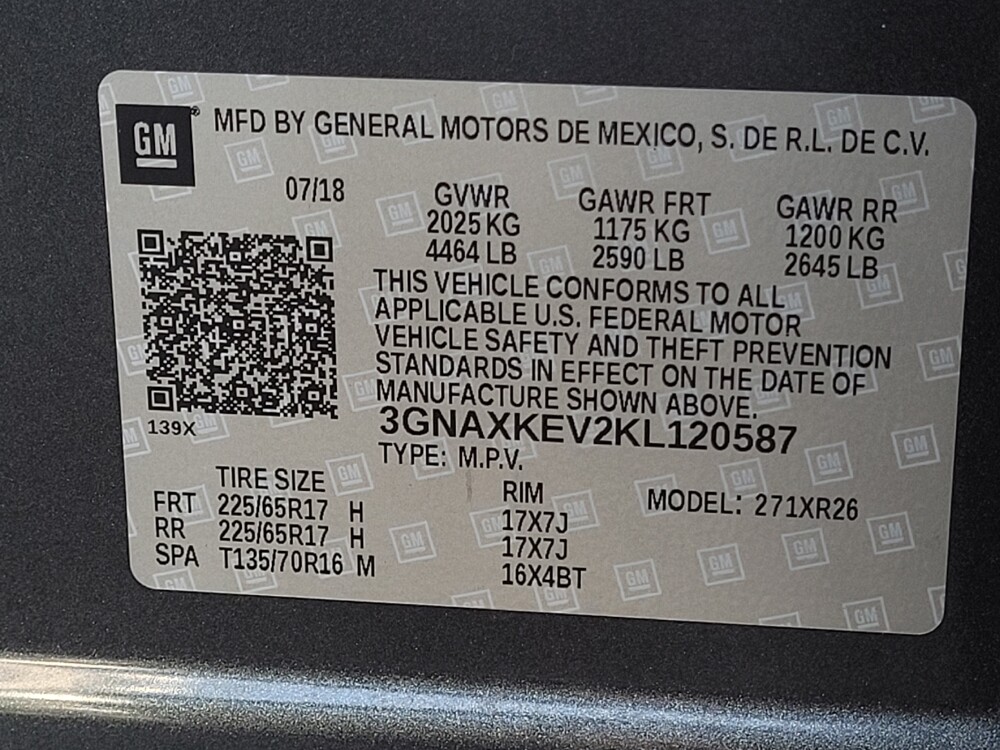 GM ® MFD BY GENERAL MOTORS DE MEXICO, S. DE R.L. DE C.V.
07/18 GVWR GAWR FRT GAWR RR
2025 KG 1175 KG 1200 KG
4464 LB 2590 LB 2645 LB
THIS VEHICLE CONFORMS TO ALL
APPLICABLE U.S. FEDERAL MOTOR
VEHICLE SAFETY AND THEFT PREVENTION
STANDARDS IN EFFECT ON THE DATE OF
MANUFACTURE SHOWN ABOVE.
139X
3GNAXKEV2KL120587
TYPE: M.P.V.
TIRE SIZE RIM MODEL: 271XR26
FRT 225/65R17 H 17X7J
RR 225/65R17 H 17X7J
SPA T135/70R16 M 16X4BT